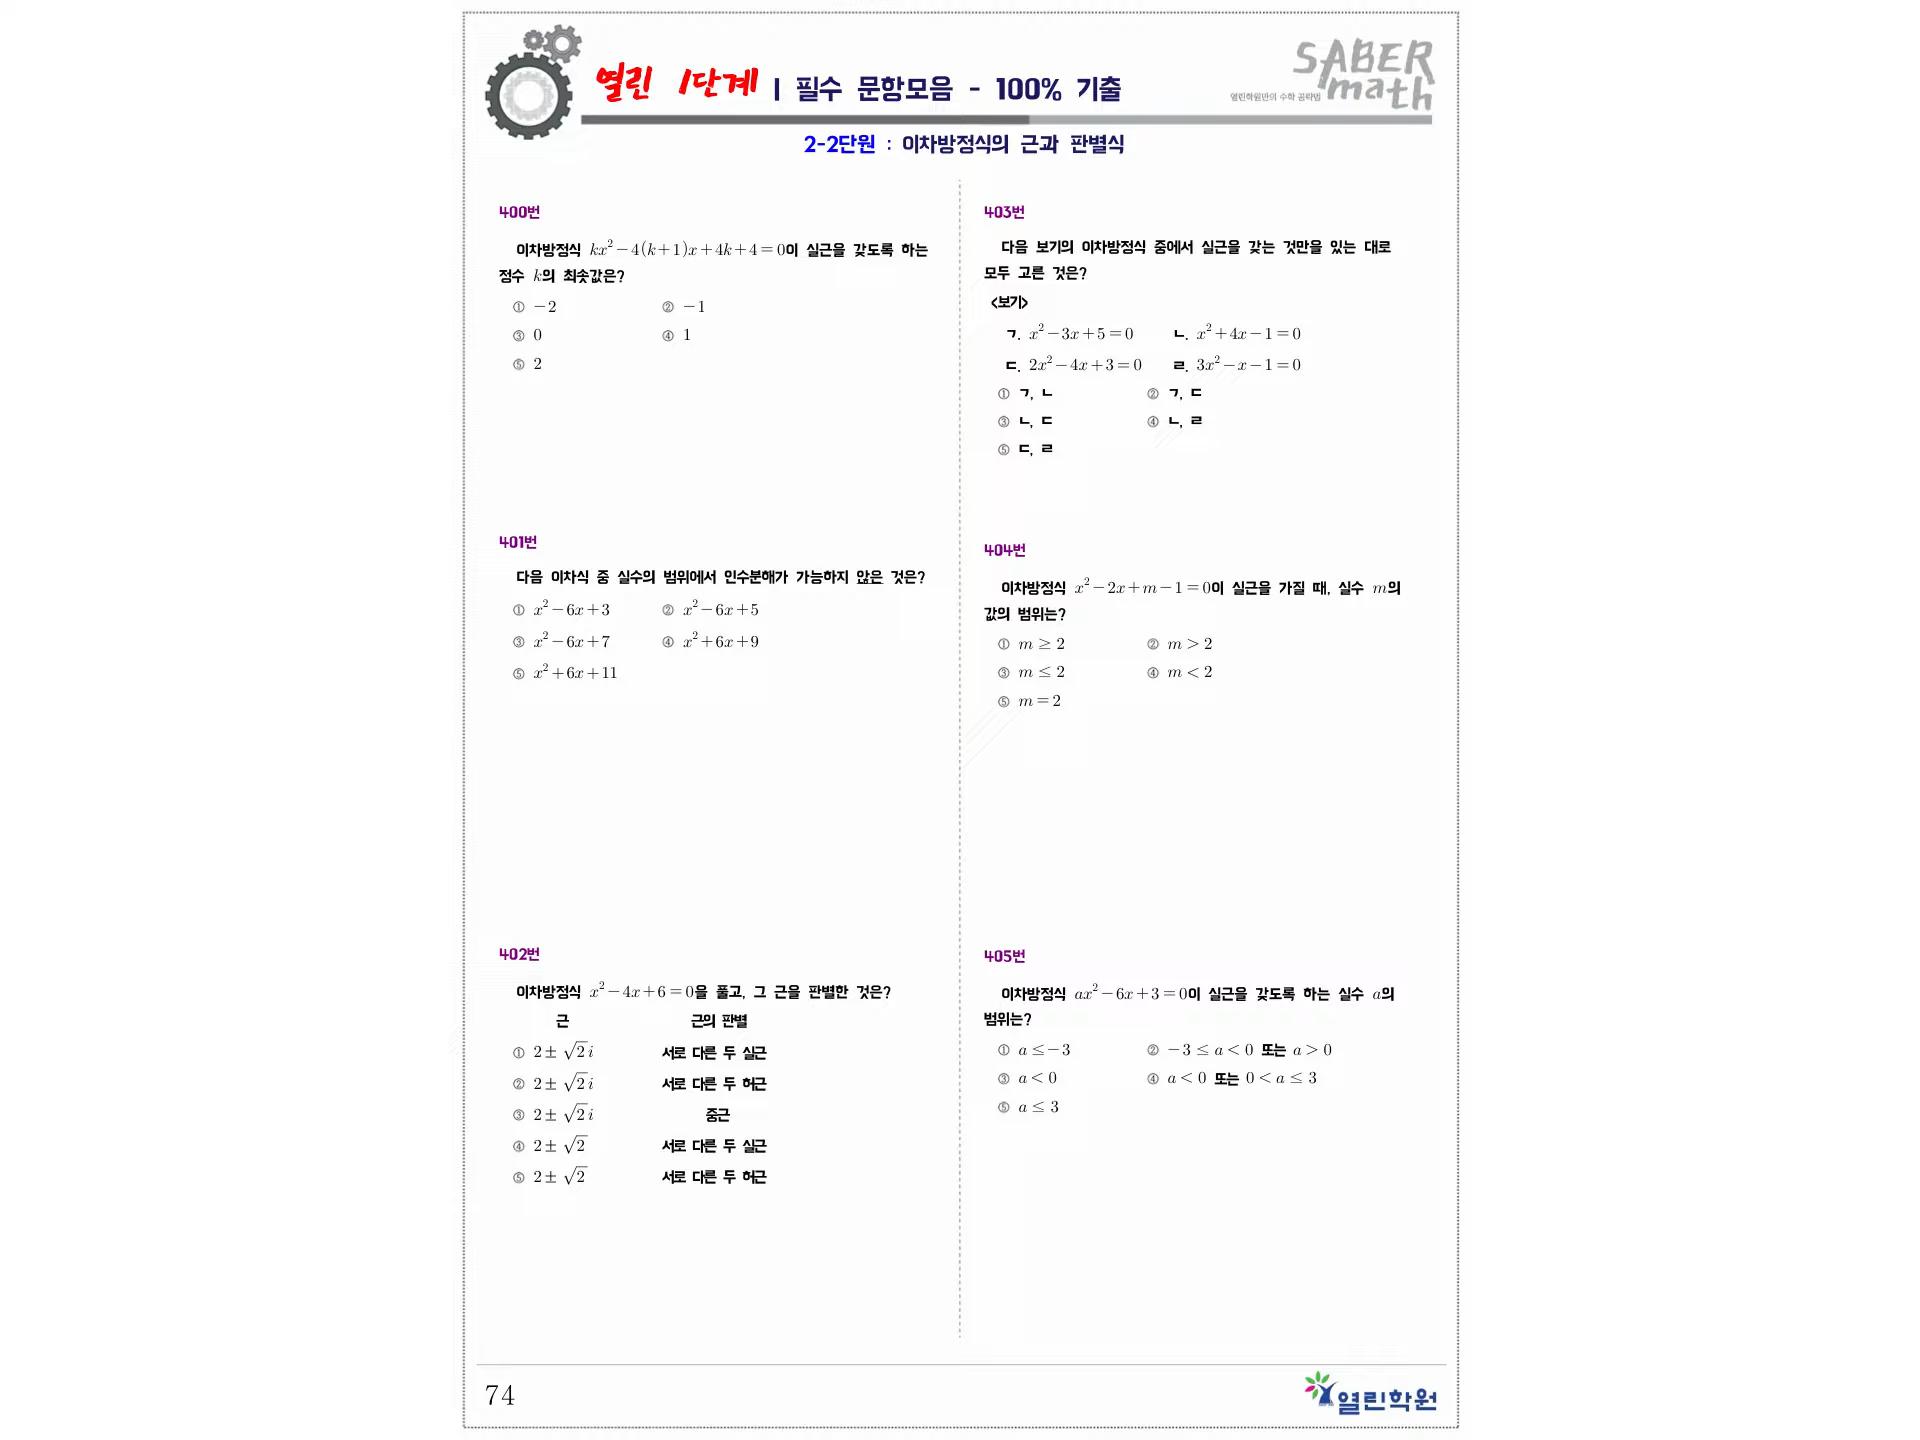 열린 1단계 | 필수 문항모음 - 100% 기출
SABER
math
열린학원만의 수학 공략법
2-2단원 : 이차방정식의 근과 판별식
400번
이차방정식 kx²-4(k+1)x+4k+4=0이 실근을 갖도록 하는
정수 k의 최솟값은?
① -2 ② -1
③ 0 ④ 1
⑤ 2
401번
다음 이차식 중 실수의 범위에서 인수분해가 가능하지 않은 것은?
① x²-6x+3 ② x²-6x+5
③ x²-6x+7 ④ x²+6x+9
⑤ x²+6x+11
402번
이차방정식 x²-4x+6=0을 풀고, 그 근을 판별한 것은?
근 근의 판별
① 2±√2i 서로 다른 두 실근
② 2±√2i 서로 다른 두 허근
③ 2±√2i 중근
④ 2±√2 서로 다른 두 실근
⑤ 2±√2 서로 다른 두 허근
403번
다음 보기의 이차방정식 중에서 실근을 갖는 것만을 있는 대로
모두 고른 것은?
<보기>
ㄱ. x²-3x+5=0 ㄴ. x²+4x-1=0
ㄷ. 2x²-4x+3=0 ㄹ. 3x²-x-1=0
① ㄱ, ㄴ ② ㄱ, ㄷ
③ ㄴ, ㄷ ④ ㄴ, ㄹ
⑤ ㄷ, ㄹ
404번
이차방정식 x²-2x+m-1=0이 실근을 가질 때, 실수 m의
값의 범위는?
① m≥2 ② m>2
③ m≤2 ④ m<2
⑤ m=2
405번
이차방정식 ax²-6x+3=0이 실근을 갖도록 하는 실수 a의
범위는?
① a≤-3 ② -3≤a<0 또는 a>0
③ a<0 ④ a<0 또는 0<a≤3
⑤ a≤3
74
열린학원